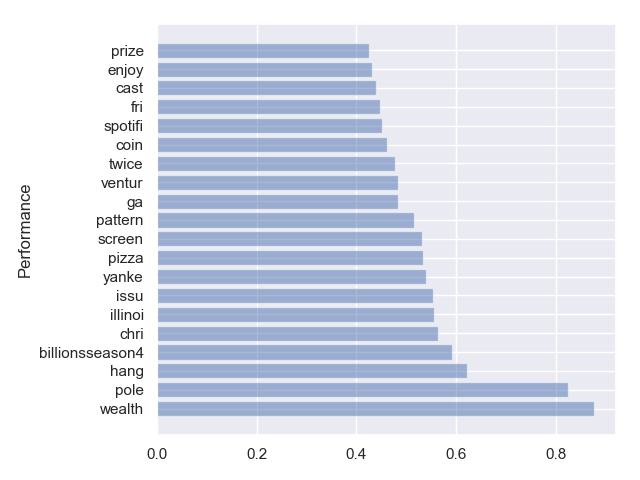 prize
enjoy
cast
fri
spotifi
coin
twice
ventur
ga
pattern
screen
pizza
yanke
issu
illinoi
chri
billionsseason4
hang
pole
wealth
Performance
0.0 0.2 0.4 0.6 0.8